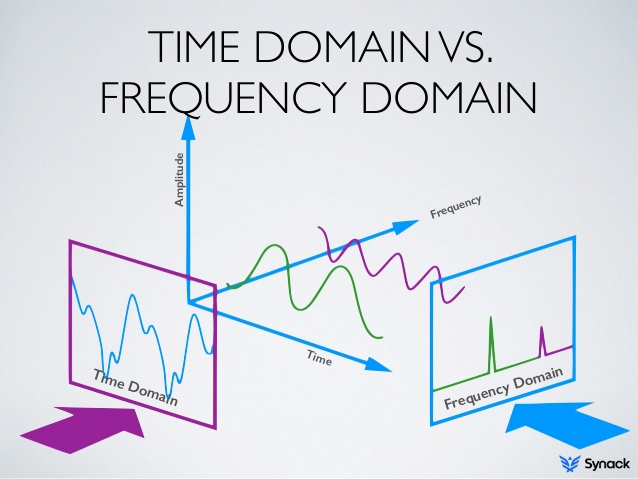 TIME DOMAIN VS.
FREQUENCY DOMAIN
Amplitude
Frequency
Time
Time Domain
Frequency Domain
Synack